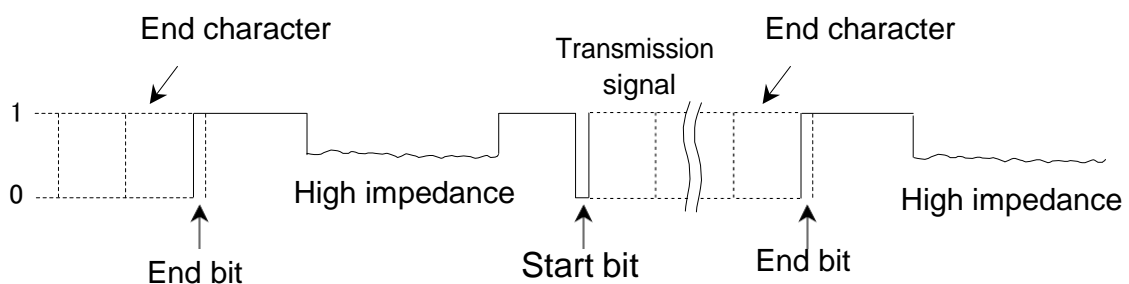 End character
Transmission
signal
End character
1
0
High impedance
High impedance
End bit
Start bit
End bit